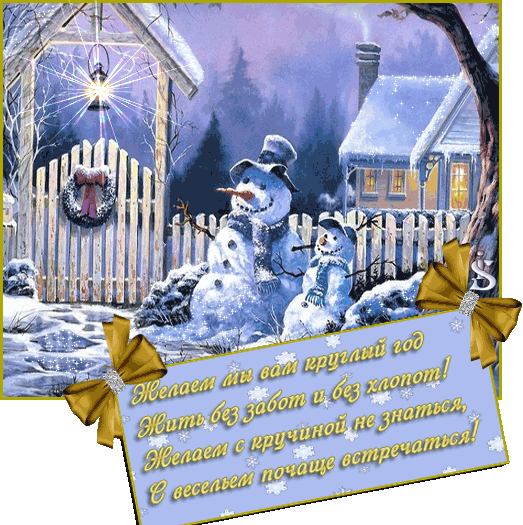 Желаем мы вам круглый год
Жить без забот и без хлопот!
Желаем с кручиной не знаться,
С весельем почаще встречаться!